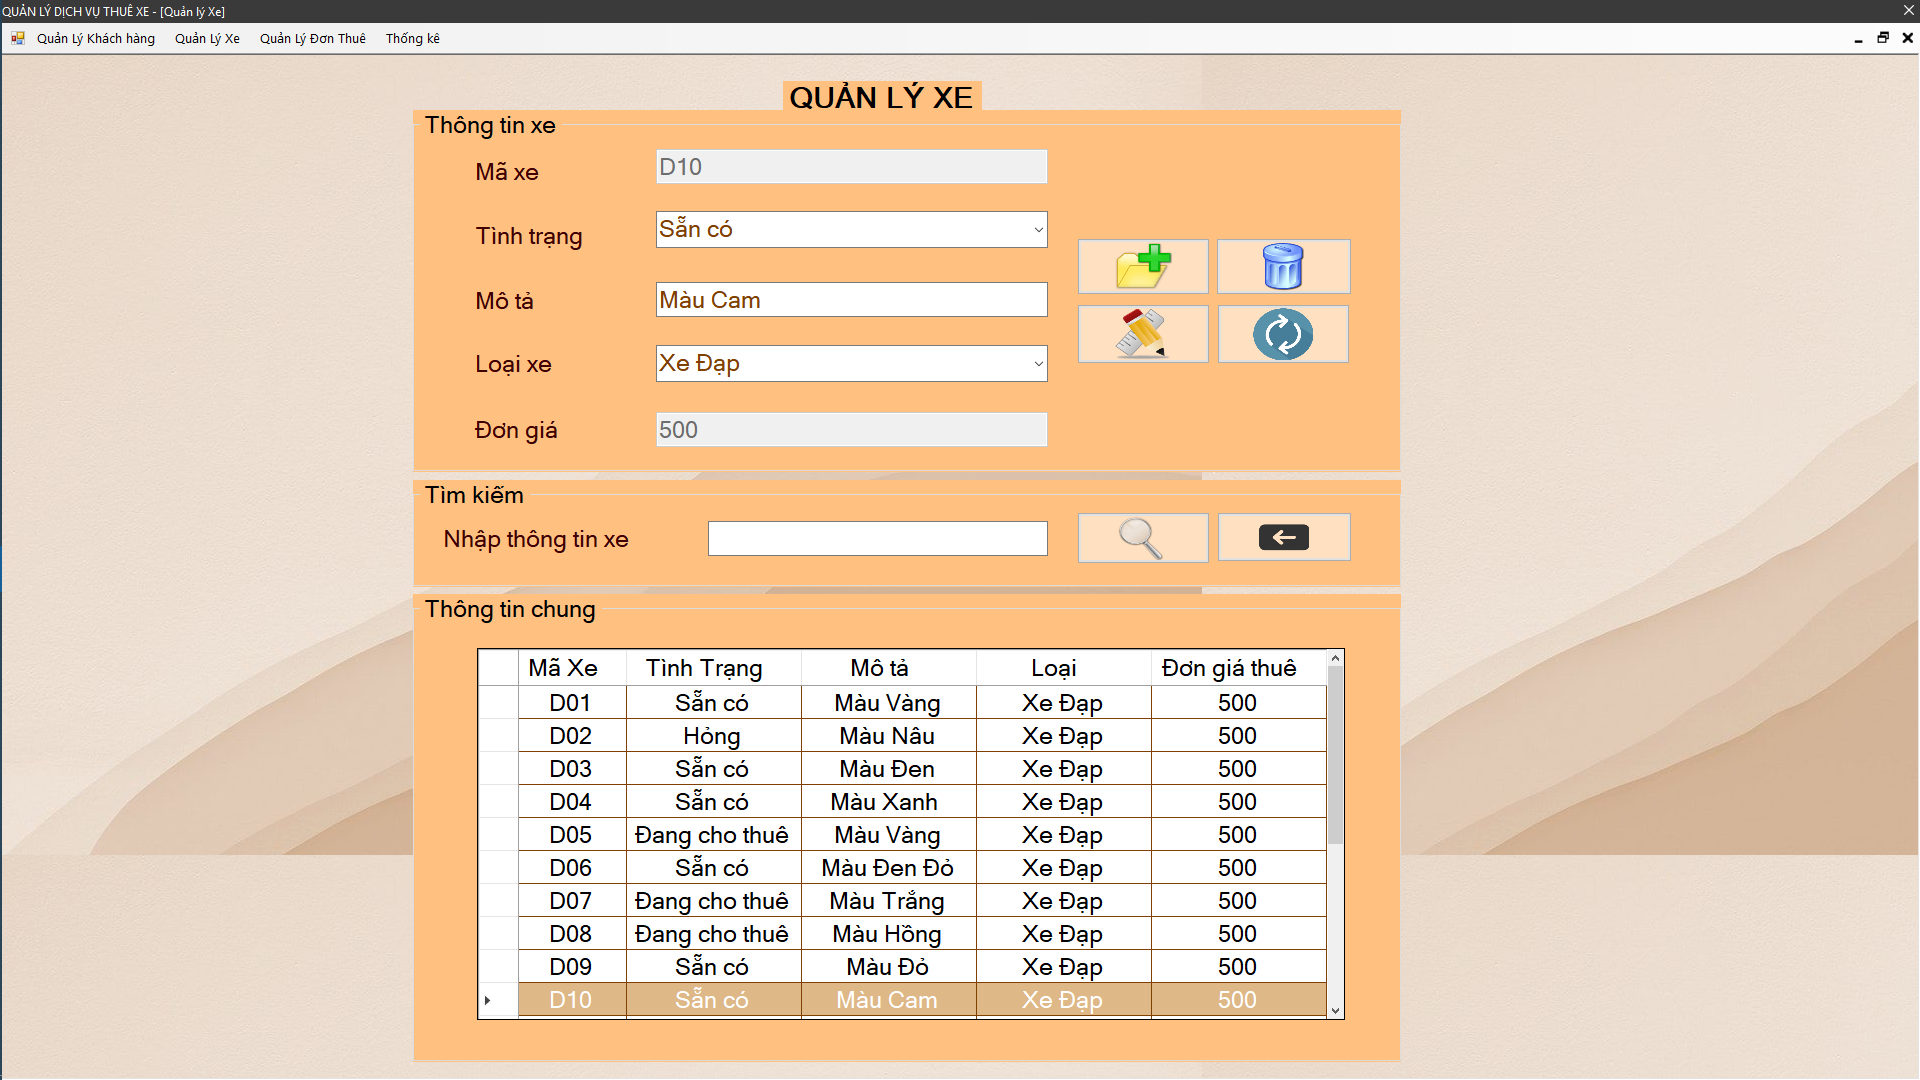 QUẢN LÝ DỊCH VỤ THUÊ XE - [Quản lý Xe]
Quản Lý Khách hàng Quản Lý Xe Quản Lý Đơn Thuê Thống kê
QUẢN LÝ XE
Thông tin xe
Mã xe D10
Tình trạng Sẵn có
Mô tả Màu Cam
Loại xe Xe Đạp
Đơn giá 500
Tìm kiếm
Nhập thông tin xe
Thông tin chung
Mã Xe Tình Trạng Mô tả Loại Đơn giá thuê
D01 Sẵn có Màu Vàng Xe Đạp 500
D02 Hỏng Màu Nâu Xe Đạp 500
D03 Sẵn có Màu Đen Xe Đạp 500
D04 Sẵn có Màu Xanh Xe Đạp 500
D05 Đang cho thuê Màu Vàng Xe Đạp 500
D06 Sẵn có Màu Đen Đỏ Xe Đạp 500
D07 Đang cho thuê Màu Trắng Xe Đạp 500
D08 Đang cho thuê Màu Hồng Xe Đạp 500
D09 Sẵn có Màu Đỏ Xe Đạp 500
D10 Sẵn có Màu Cam Xe Đạp 500